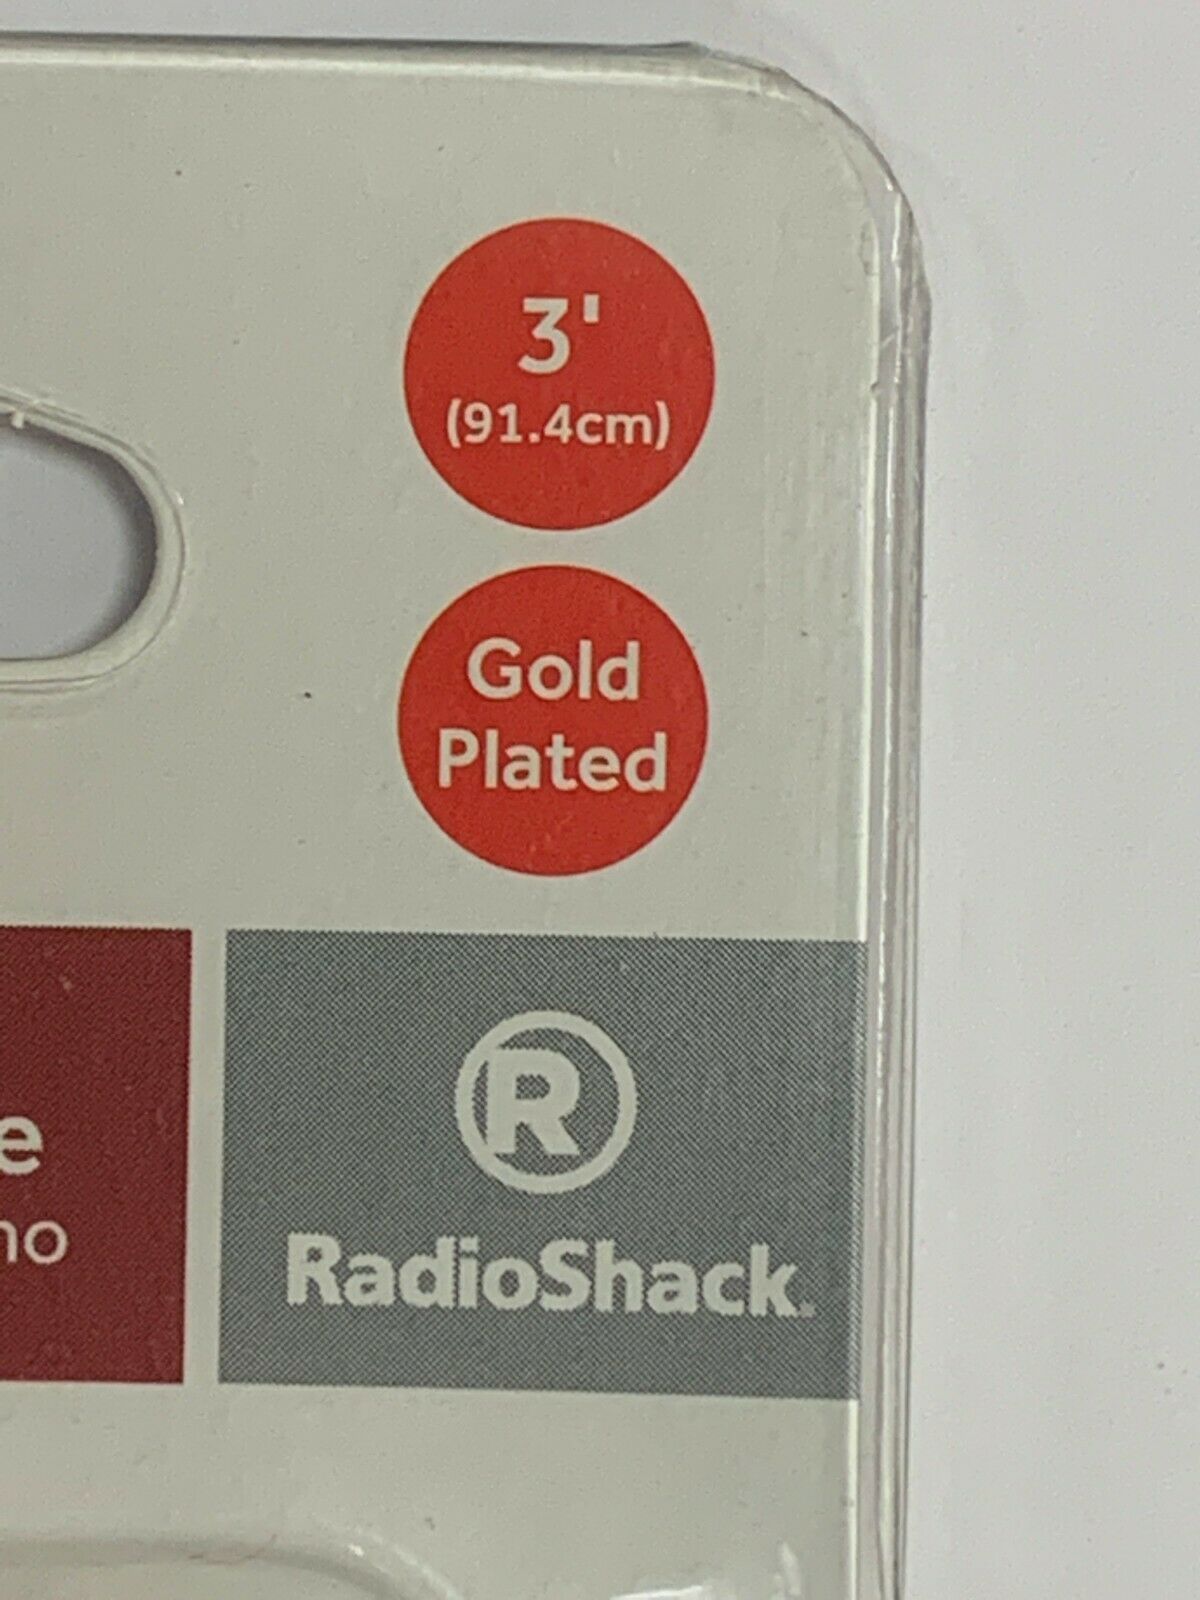 3'
(91.4cm)
Gold
Plated
R
RadioShack.